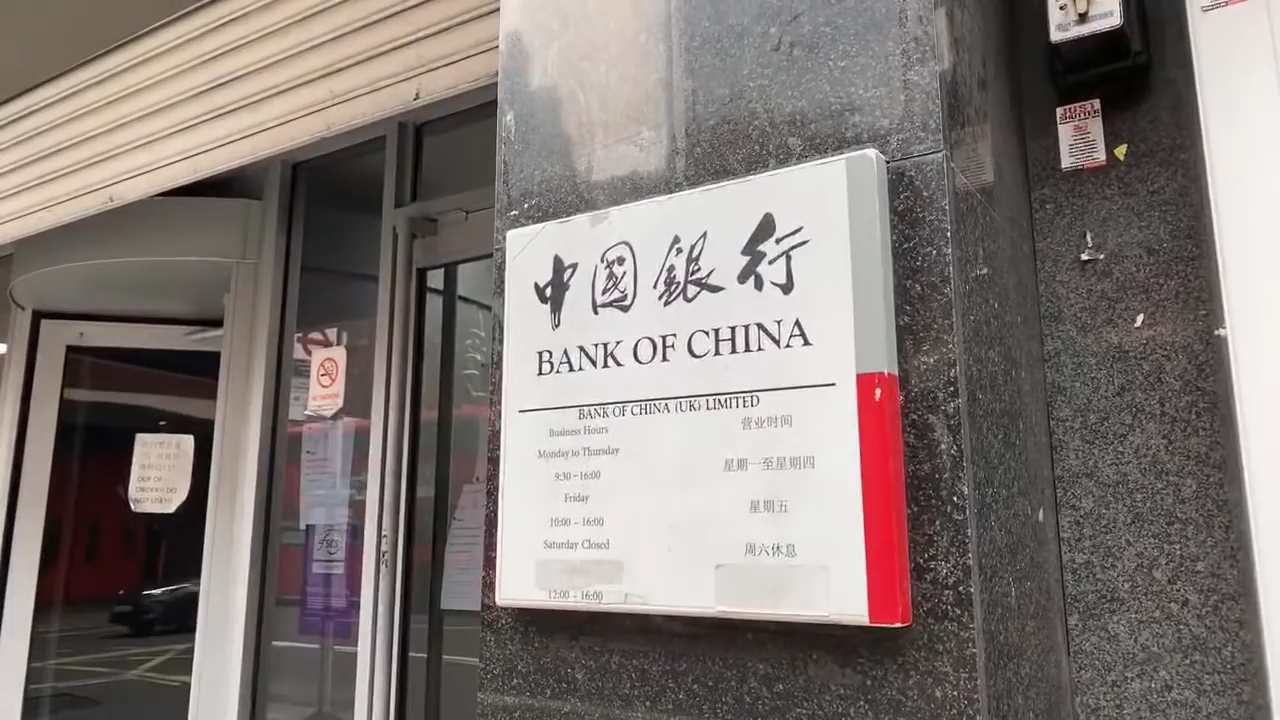 中國銀行
BANK OF CHINA
BANK OF CHINA (UK) LIMITED
Business Hours
营业时间
Monday to Thursday
星期一至星期四
9:30 - 16:00
Friday
星期五
10:00 - 16:00
Saturday Closed
周六休息
12:00 - 16:00
JUST
SHUTTER
NO SMOKING
OUT OF
ORDER!! DO
NOT USE!!!
fscs